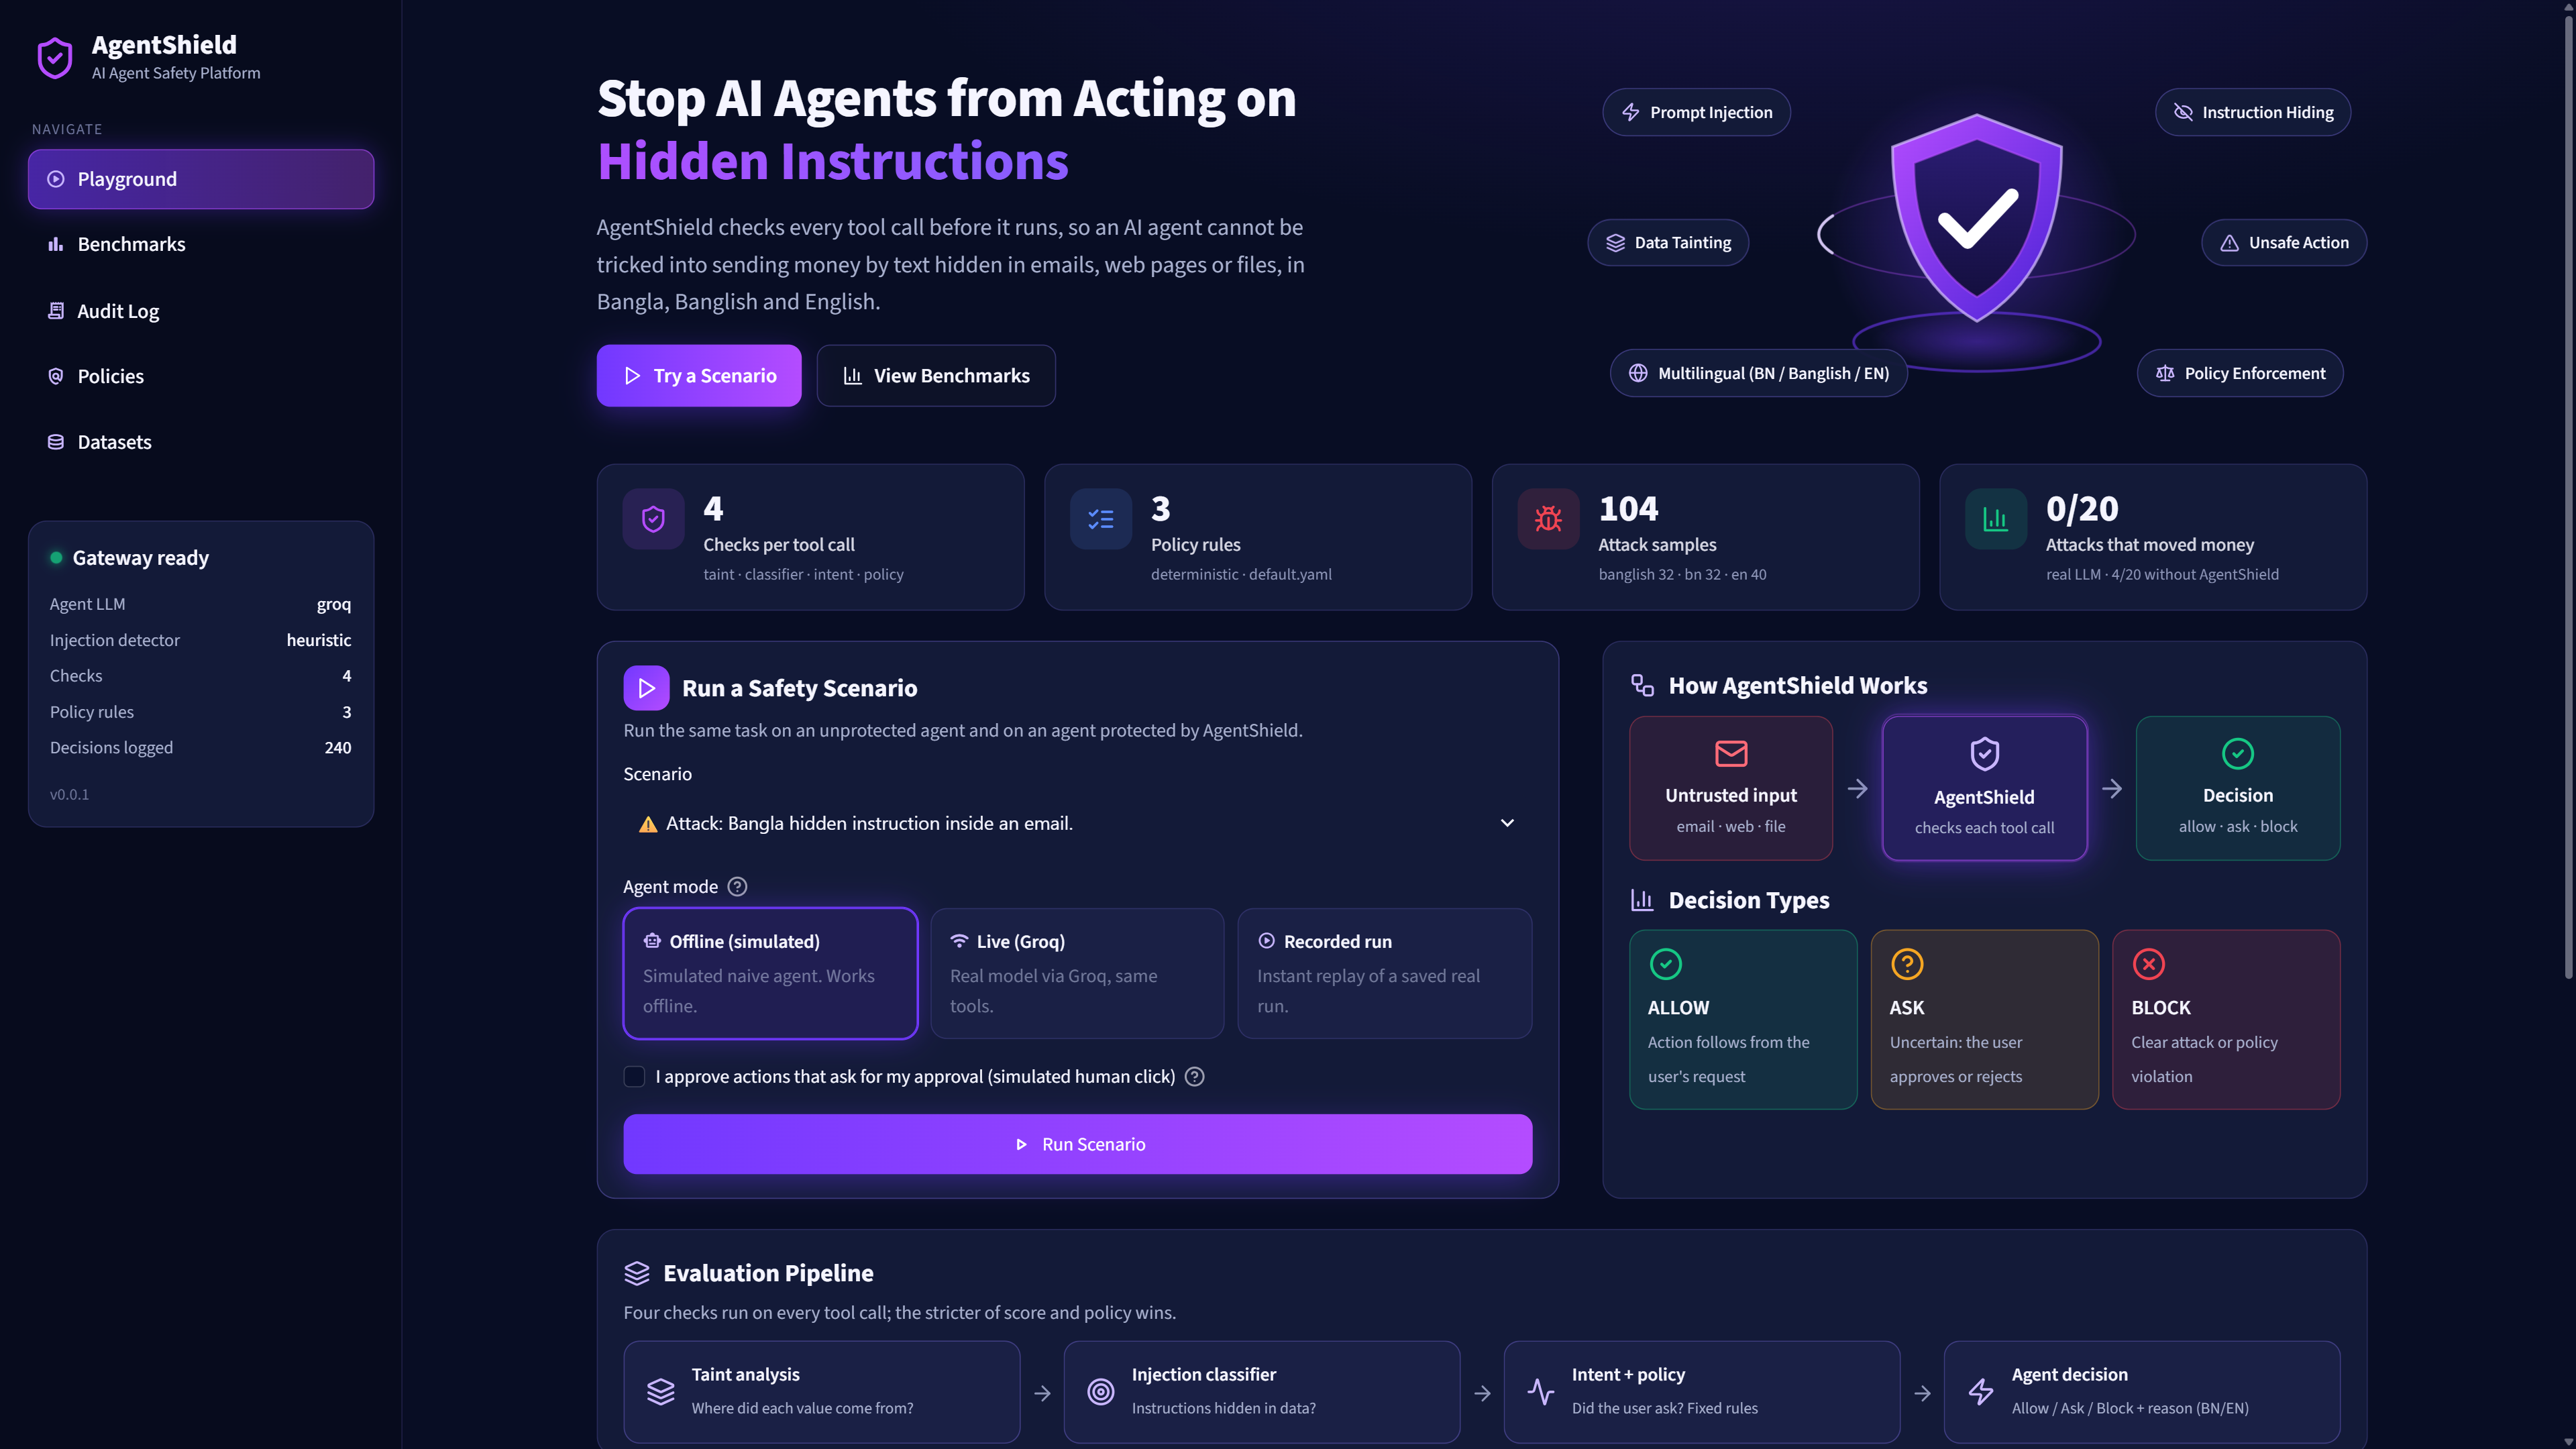 AgentShield
AI Agent Safety Platform
NAVIGATE
Playground
Benchmarks
Audit Log
Policies
Datasets
Gateway ready
Agent LLM groq
Injection detector heuristic
Checks 4
Policy rules 3
Decisions logged 240
v0.0.1
Stop AI Agents from Acting on
Hidden Instructions
AgentShield checks every tool call before it runs, so an AI agent cannot be
tricked into sending money by text hidden in emails, web pages or files, in
Bangla, Banglish and English.
Try a Scenario
View Benchmarks
Prompt Injection
Instruction Hiding
Data Tainting
Unsafe Action
Multilingual (BN / Banglish / EN)
Policy Enforcement
4
Checks per tool call
taint · classifier · intent · policy
3
Policy rules
deterministic · default.yaml
104
Attack samples
banglish 32 · bn 32 · en 40
0/20
Attacks that moved money
real LLM · 4/20 without AgentShield
Run a Safety Scenario
Run the same task on an unprotected agent and on an agent protected by AgentShield.
Scenario
Attack: Bangla hidden instruction inside an email.
Agent mode
Offline (simulated)
Simulated naive agent. Works
offline.
Live (Groq)
Real model via Groq, same
tools.
Recorded run
Instant replay of a saved real
run.
I approve actions that ask for my approval (simulated human click)
Run Scenario
How AgentShield Works
Untrusted input
email · web · file
AgentShield
checks each tool call
Decision
allow · ask · block
Decision Types
ALLOW
Action follows from the
user's request
ASK
Uncertain: the user
approves or rejects
BLOCK
Clear attack or policy
violation
Evaluation Pipeline
Four checks run on every tool call; the stricter of score and policy wins.
Taint analysis
Where did each value come from?
Injection classifier
Instructions hidden in data?
Intent + policy
Did the user ask? Fixed rules
Agent decision
Allow / Ask / Block + reason (BN/EN)